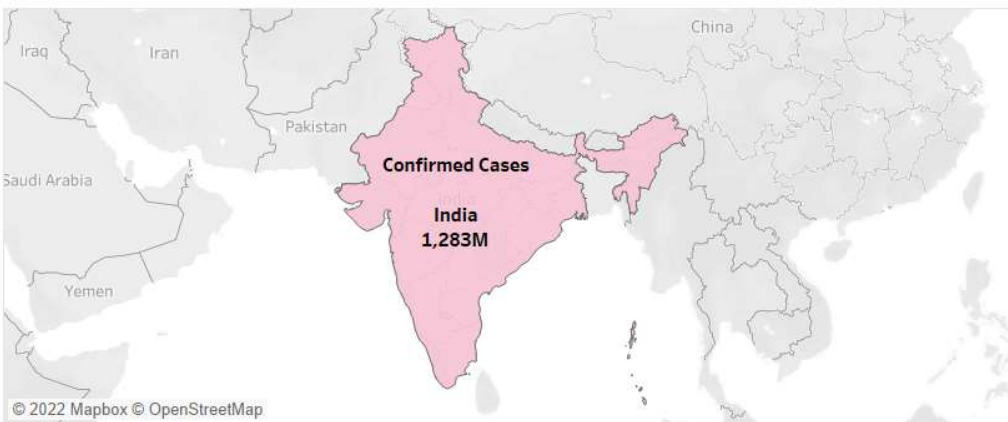 China
Iraq
Iran
Pakistan
Confirmed Cases
Saudi Arabia
India
1,283M
Yemen
© 2022 Mapbox © OpenStreetMap